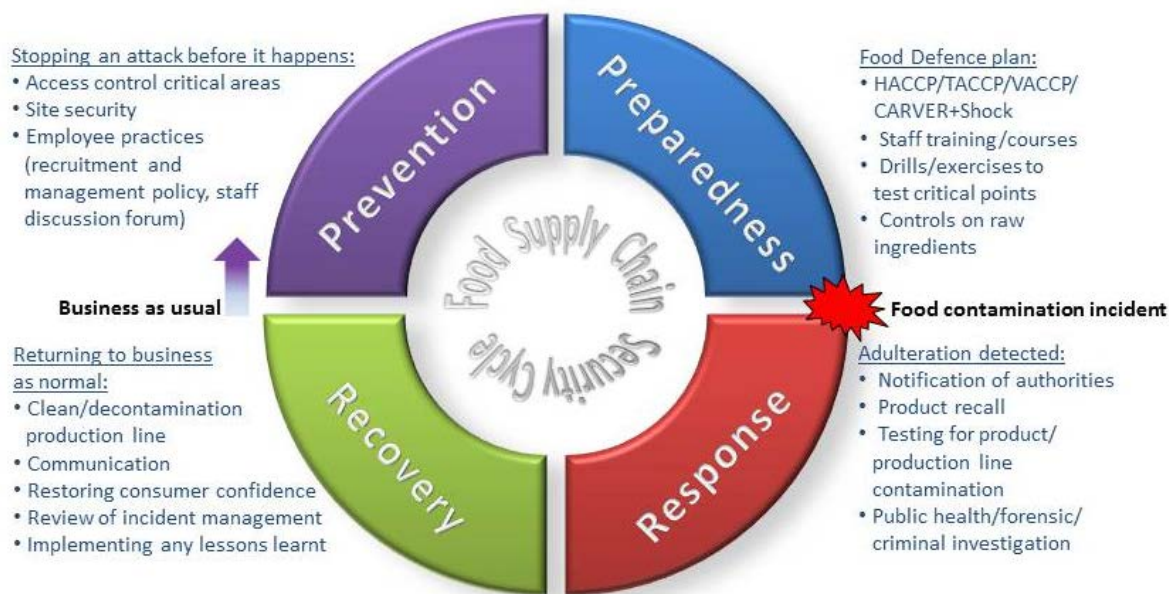 Stopping an attack before it happens:
• Access control critical areas
• Site security
• Employee practices
(recruitment and
management policy, staff
discussion forum)
Business as usual
Prevention
Preparedness
Food Supply Chain
Security Cycle
Recovery
Response
Food Defence plan:
• HACCP/TACCP/VACCP/
CARVER+Shock
• Staff training/courses
• Drills/exercises to
test critical points
• Controls on raw
ingredients
Food contamination incident
Returning to business
as normal:
• Clean/decontamination
production line
• Communication
• Restoring consumer confidence
• Review of incident management
• Implementing any lessons learnt
Adulteration detected:
• Notification of authorities
• Product recall
• Testing for product/
production line
contamination
• Public health/forensic/
criminal investigation